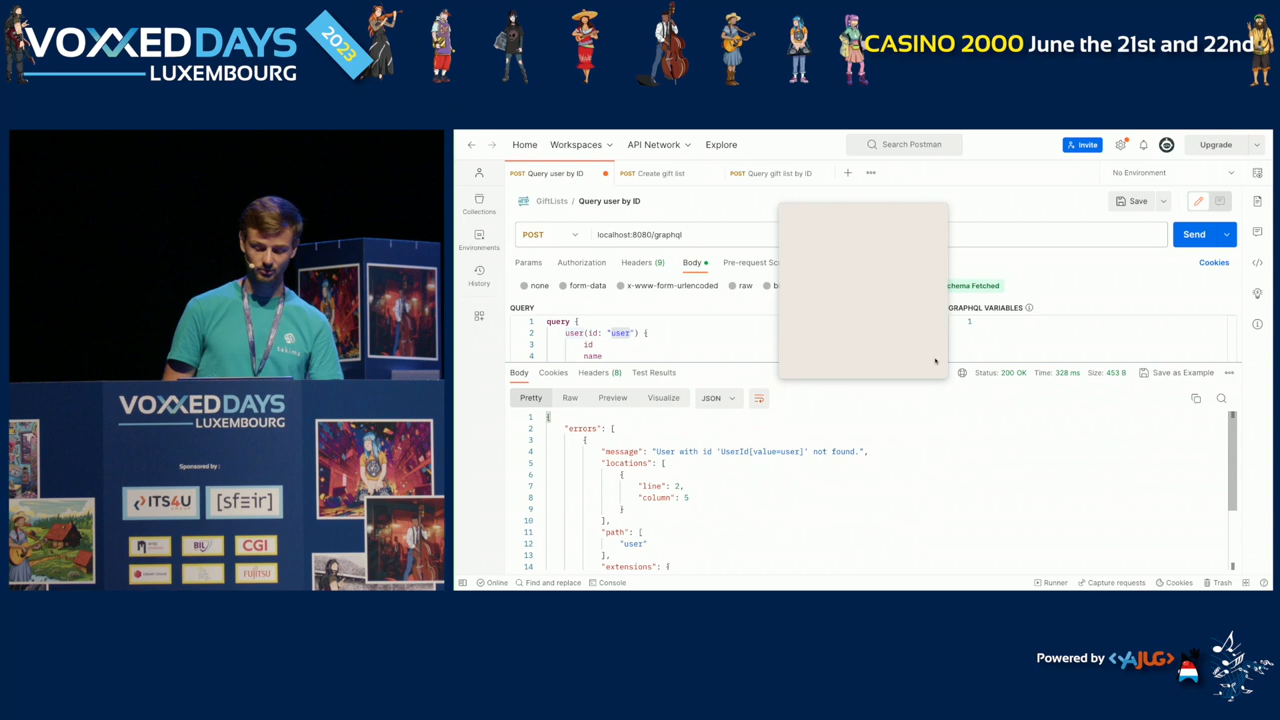 VOXXED DAYS
LUXEMBOURG
2023
CASINO 2000 June the 21st and 22nd
VOXXED DAYS
LUXEMBOURG
Sponsored by :
ITS4U
[sfeir]
BIL
CGI
FUJITSU
takima
Home Workspaces API Network Explore
Search Postman
Invite
Upgrade
POST Query user by ID
POST Create gift list
POST Query gift list by ID
No Environment
GiftLists / Query user by ID
Save
Collections
Environments
History
POST localhost:8080/graphql
Send
Params Authorization Headers (9) Body Pre-request Sc
Cookies
none form-data x-www-form-urlencoded raw bi
chema Fetched
QUERY
1 query {
2 user(id: "user") {
3 id
4 name
GRAPHQL VARIABLES
1
Body Cookies Headers (8) Test Results
Status: 200 OK Time: 328 ms Size: 453 B Save as Example
Pretty Raw Preview Visualize JSON
1 {
2 "errors": [
3 {
4 "message": "User with id 'UserId[value=user]' not found.",
5 "locations": [
6 {
7 "line": 2,
8 "column": 5
9 }
10 ],
11 "path": [
12 "user"
13 ],
14 "extensions": {
Online Find and replace Console
Runner Capture requests Cookies Trash
Powered by <YAJUG>